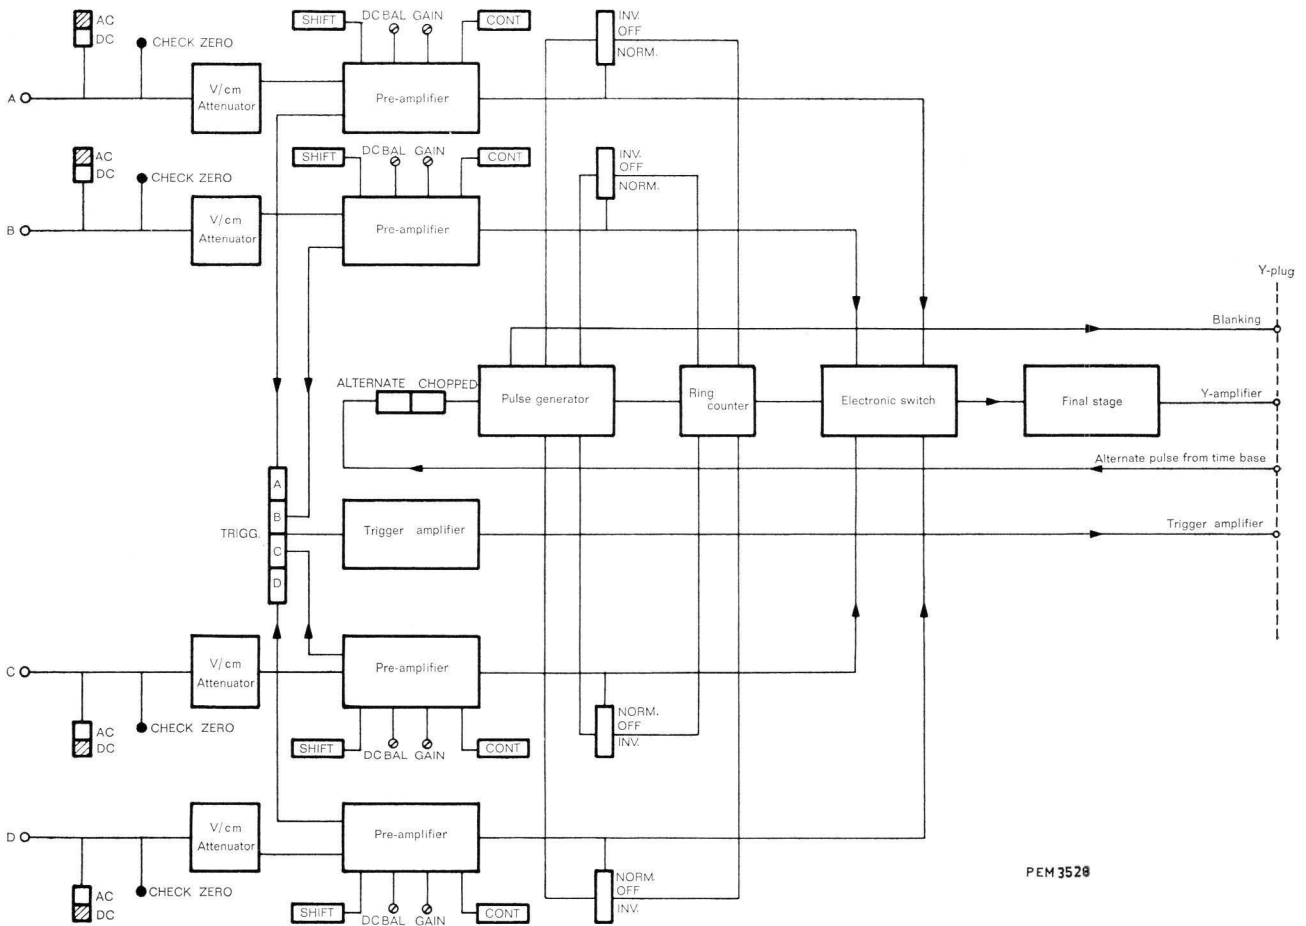 AC
DC
CHECK ZERO
SHIFT
DC BAL
GAIN
CONT
INV.
OFF
NORM.
A
V/cm
Attenuator
Pre-amplifier
AC
DC
CHECK ZERO
SHIFT
DC BAL
GAIN
CONT
INV.
OFF
NORM.
B
V/cm
Attenuator
Pre-amplifier
Y-plug
Blanking
ALTERNATE
CHOPPED
Pulse generator
Ring
counter
Electronic switch
Final stage
Y-amplifier
Alternate pulse from time base
A
B
TRIGG.
C
D
Trigger amplifier
Trigger amplifier
C
V/cm
Attenuator
Pre-amplifier
AC
DC
CHECK ZERO
SHIFT
DC BAL
GAIN
CONT
NORM.
OFF
INV.
D
V/cm
Attenuator
Pre-amplifier
AC
DC
CHECK ZERO
SHIFT
DC BAL
GAIN
CONT
NORM.
OFF
INV.
PEM 3528